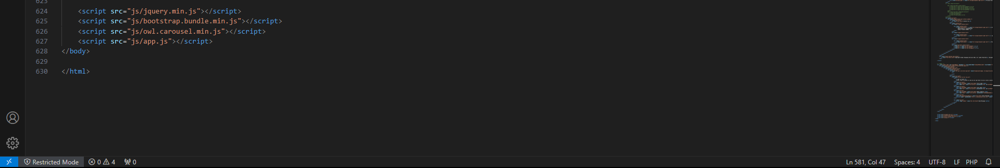 623
624 <script src="js/jquery.min.js"></script>
625 <script src="js/bootstrap.bundle.min.js"></script>
626 <script src="js/owl.carousel.min.js"></script>
627 <script src="js/app.js"></script>
628 </body>
629
630 </html>
Restricted Mode 0 4 0 Ln 581, Col 47 Spaces: 4 UTF-8 LF PHP